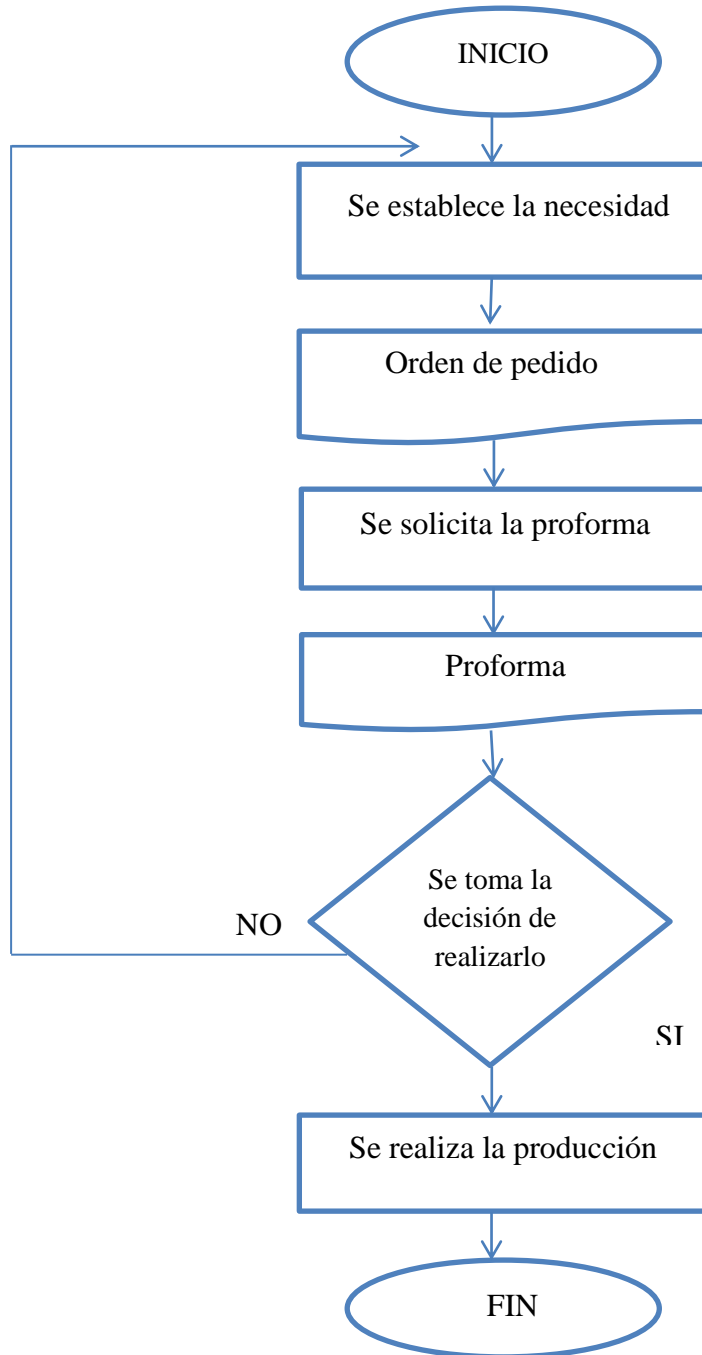 INICIO
Se establece la necesidad
Orden de pedido
Se solicita la proforma
Proforma
Se toma la
decisión de
realizarlo
NO
SI
Se realiza la producción
FIN